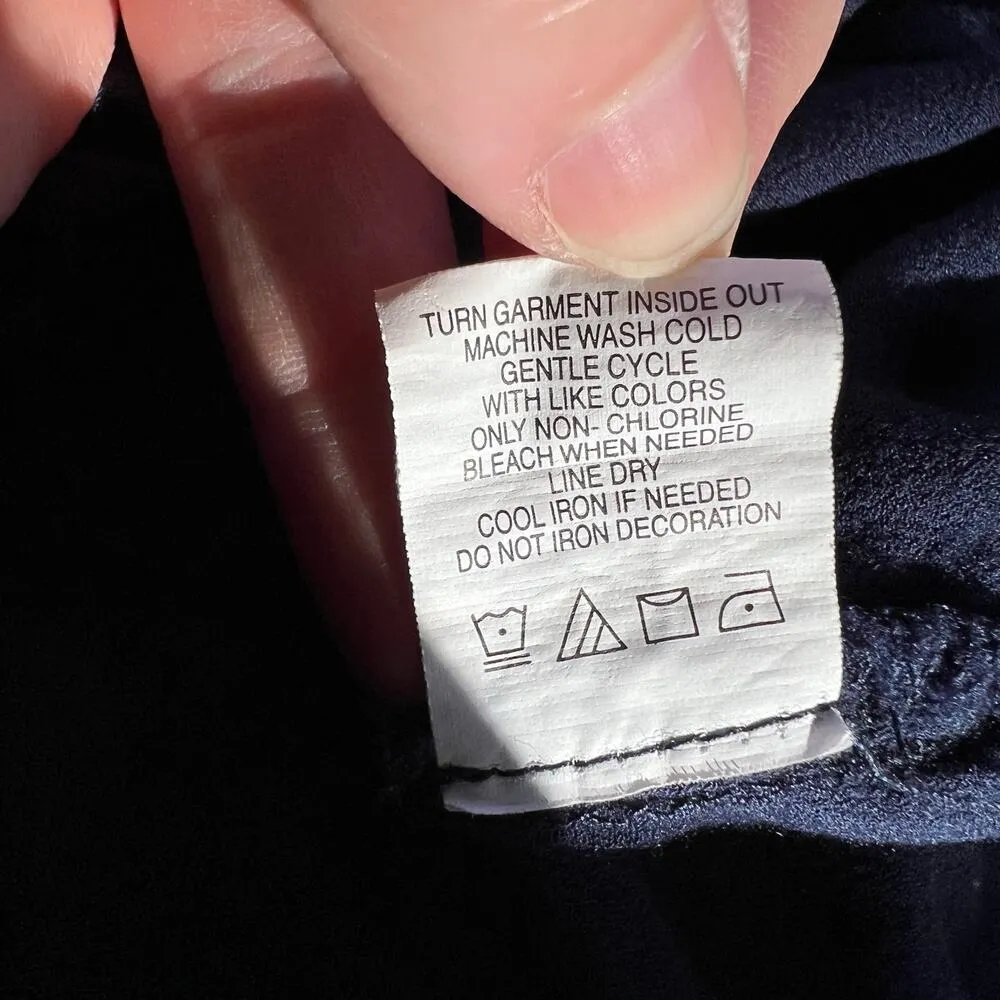 TURN GARMENT INSIDE OUT
MACHINE WASH COLD
GENTLE CYCLE
WITH LIKE COLORS
ONLY NON- CHLORINE
BLEACH WHEN NEEDED
LINE DRY
COOL IRON IF NEEDED
DO NOT IRON DECORATION